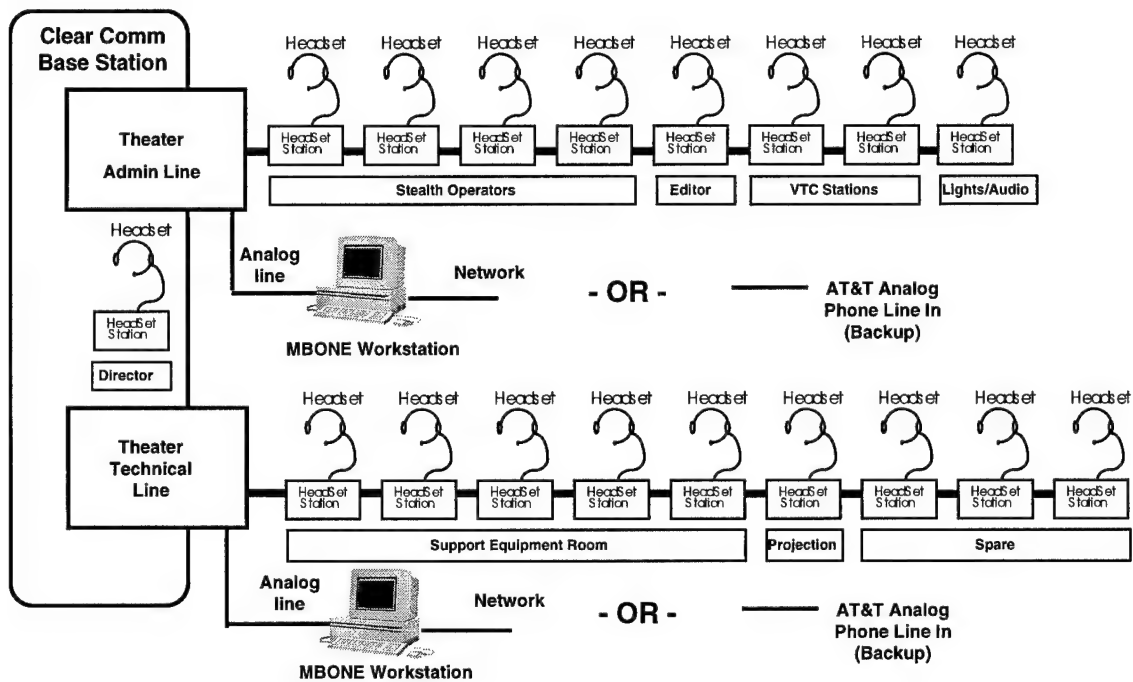 Clear Comm
Base Station
Headset Headset Headset Headset Headset Headset Headset Headset
HeadSet HeadSet HeadSet HeadSet HeadSet HeadSet HeadSet HeadSet
Station Station Station Station Station Station Station Station
Theater
Admin Line
Stealth Operators Editor VTC Stations Lights/Audio
Headset
HeadSet
Station
Director
Analog
line
Network
- OR -
AT&T Analog
Phone Line In
(Backup)
MBONE Workstation
Headset Headset Headset Headset Headset Headset Headset Headset Headset
HeadSet HeadSet HeadSet HeadSet HeadSet HeadSet HeadSet HeadSet HeadSet
Station Station Station Station Station Station Station Station Station
Theater
Technical
Line
Support Equipment Room Projection Spare
Analog
line
Network
- OR -
AT&T Analog
Phone Line In
(Backup)
MBONE Workstation